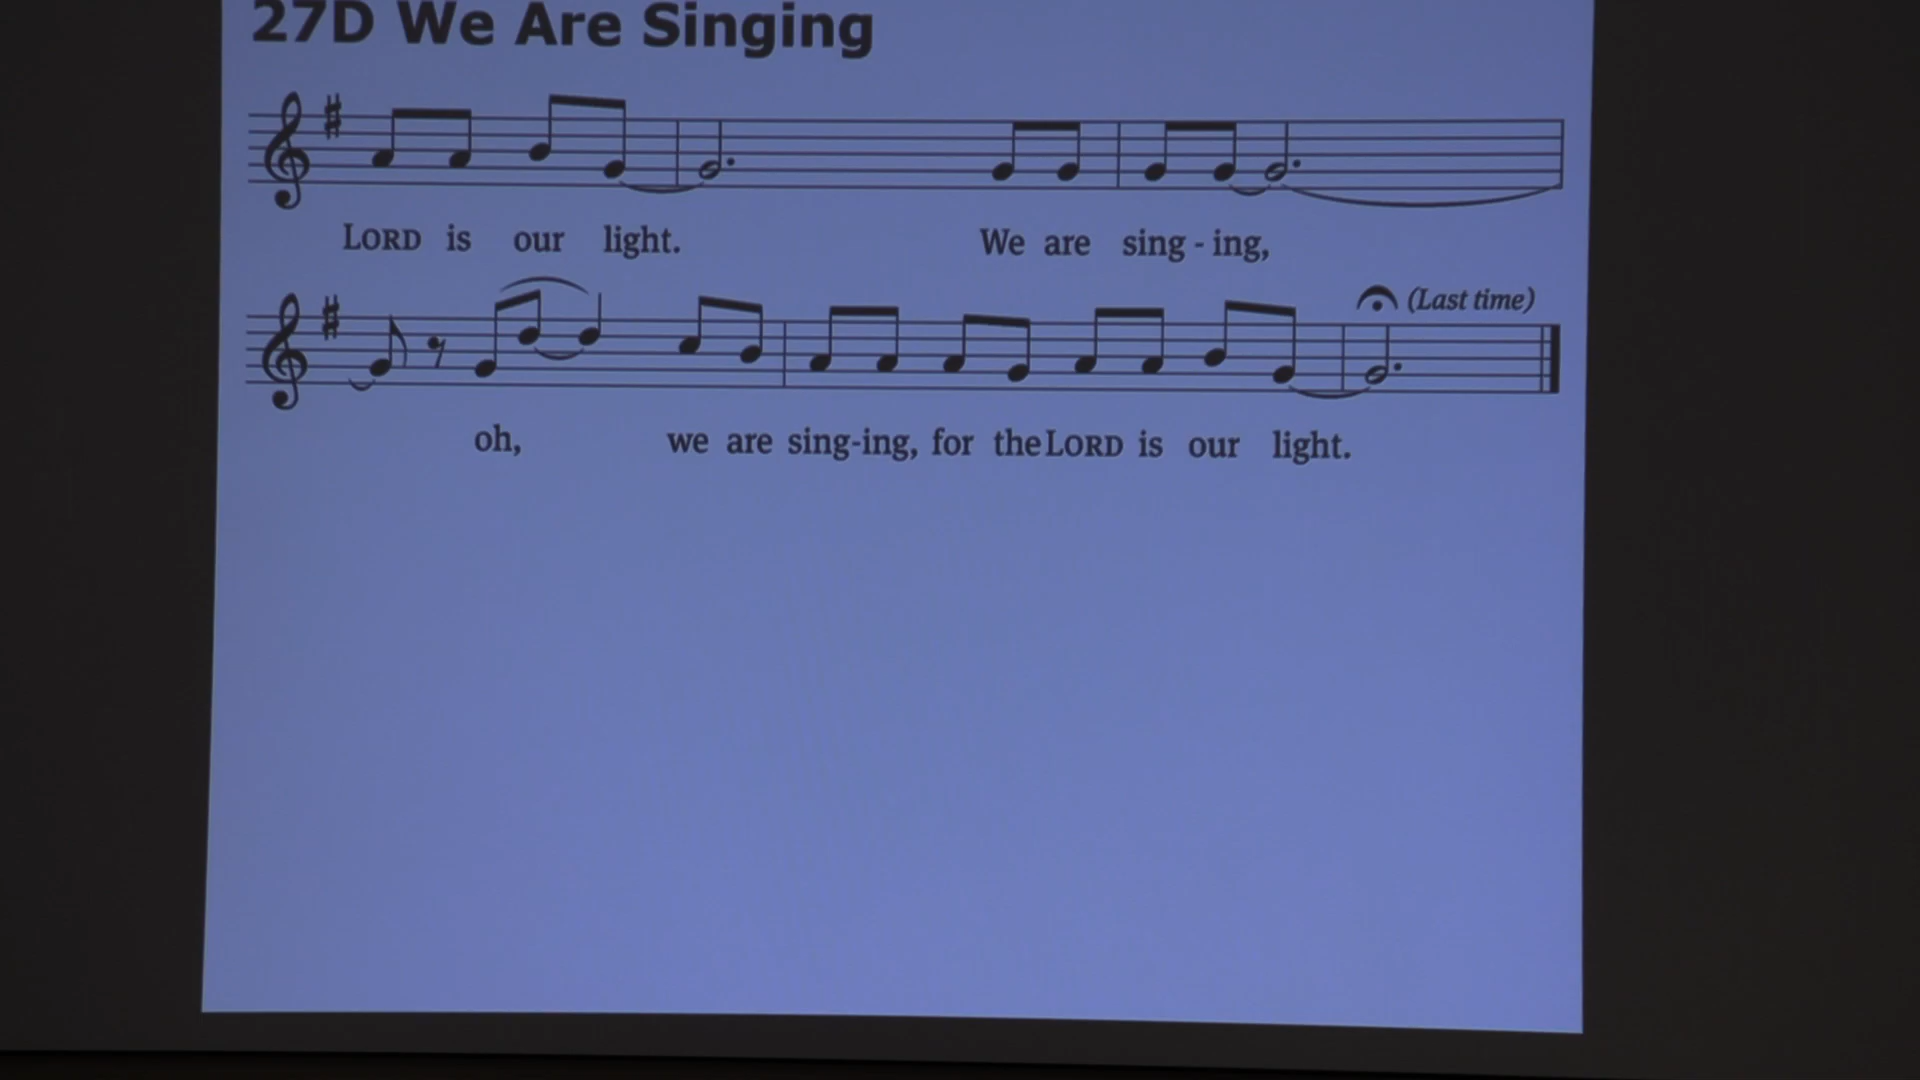 27D We Are Singing
LORD is our light. We are sing - ing,
(Last time)
oh, we are sing-ing, for the LORD is our light.